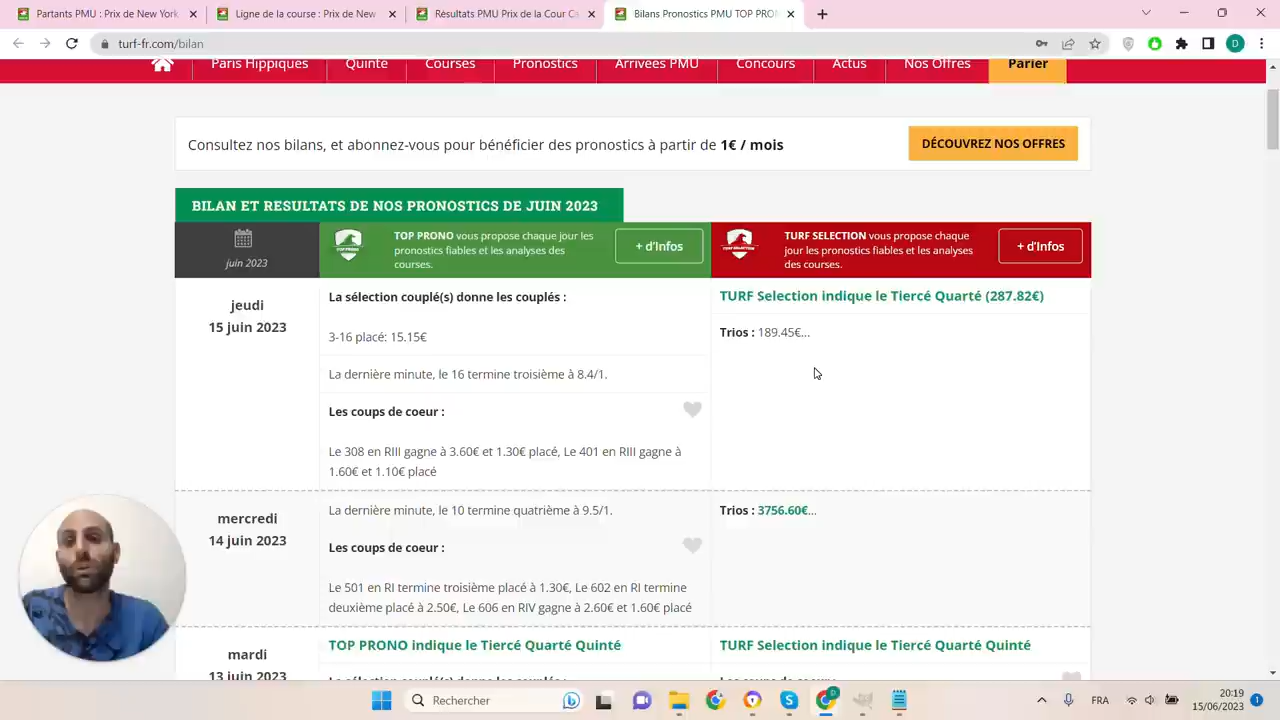 Partants PMU : Prix de New York
Ligne de la course : Prix de New
Résultats PMU Prix de la Cour Ca
Bilans Pronostics PMU TOP PRON
turf-fr.com/bilan
D
Paris Hippiques
Quinté
Courses
Pronostics
Arrivées PMU
Concours
Actus
Nos Offres
Parier
Consultez nos bilans, et abonnez-vous pour bénéficier des pronostics à partir de 1€ / mois
DÉCOUVREZ NOS OFFRES
BILAN ET RESULTATS DE NOS PRONOSTICS DE JUIN 2023
juin 2023
TOP PRONO vous propose chaque jour les
pronostics fiables et les analyses des
courses.
+ d'Infos
TURF SELECTION vous propose chaque
jour les pronostics fiables et les analyses
des courses.
+ d'Infos
jeudi
15 juin 2023
La sélection couplé(s) donne les couplés :
3-16 placé: 15.15€
La dernière minute, le 16 termine troisième à 8.4/1.
Les coups de coeur :
Le 308 en RIII gagne à 3.60€ et 1.30€ placé, Le 401 en RIII gagne à
1.60€ et 1.10€ placé
TURF Selection indique le Tiercé Quarté (287.82€)
Trios : 189.45€...
mercredi
14 juin 2023
La dernière minute, le 10 termine quatrième à 9.5/1.
Les coups de coeur :
Le 501 en RI termine troisième placé à 1.30€, Le 602 en RI termine
deuxième placé à 2.50€, Le 606 en RIV gagne à 2.60€ et 1.60€ placé
Trios : 3756.60€...
mardi
13 juin 2023
TOP PRONO indique le Tiercé Quarté Quinté
TURF Selection indique le Tiercé Quarté Quinté
Rechercher
D
FRA
20:19
15/06/2023
1